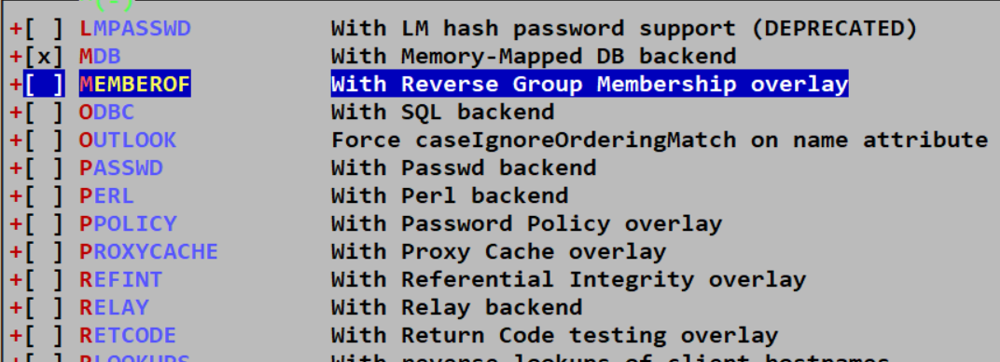 +[ ] LMPASSWD With LM hash password support (DEPRECATED)
+[x] MDB With Memory-Mapped DB backend
+[ ] MEMBEROF With Reverse Group Membership overlay
+[ ] ODBC With SQL backend
+[ ] OUTLOOK Force caseIgnoreOrderingMatch on name attribute
+[ ] PASSWD With Passwd backend
+[ ] PERL With Perl backend
+[ ] PPOLICY With Password Policy overlay
+[ ] PROXYCACHE With Proxy Cache overlay
+[ ] REFINT With Referential Integrity overlay
+[ ] RELAY With Relay backend
+[ ] RETCODE With Return Code testing overlay
+[ ] RLOOKUPS With reverse lookups of client hostnames